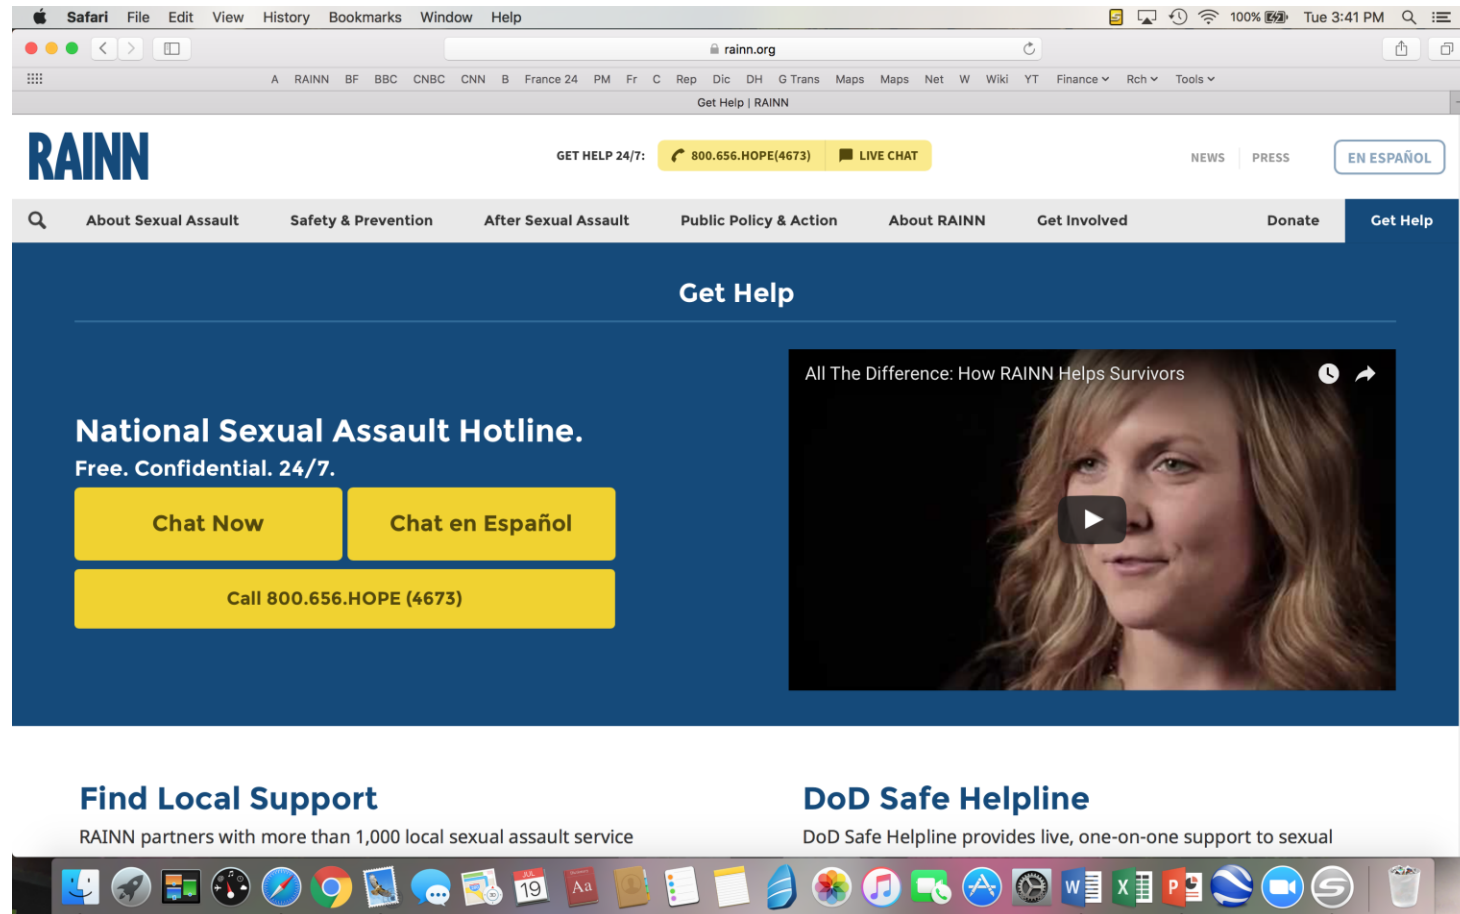 Safari File Edit View History Bookmarks Window Help 100% Tue 3:41 PM
rainn.org
A RAINN BF BBC CNBC CNN B France 24 PM Fr C Rep Dic DH G Trans Maps Maps Net W Wiki YT Finance Rch Tools
Get Help | RAINN
RAINN
GET HELP 24/7: 800.656.HOPE(4673) LIVE CHAT
NEWS PRESS EN ESPAÑOL
About Sexual Assault Safety & Prevention After Sexual Assault Public Policy & Action About RAINN Get Involved Donate Get Help
Get Help
National Sexual Assault Hotline.
Free. Confidential. 24/7.
Chat Now Chat en Español
Call 800.656.HOPE (4673)
All The Difference: How RAINN Helps Survivors
Find Local Support
RAINN partners with more than 1,000 local sexual assault service
DoD Safe Helpline
DoD Safe Helpline provides live, one-on-one support to sexual
JUL
19
Aa
W X P S